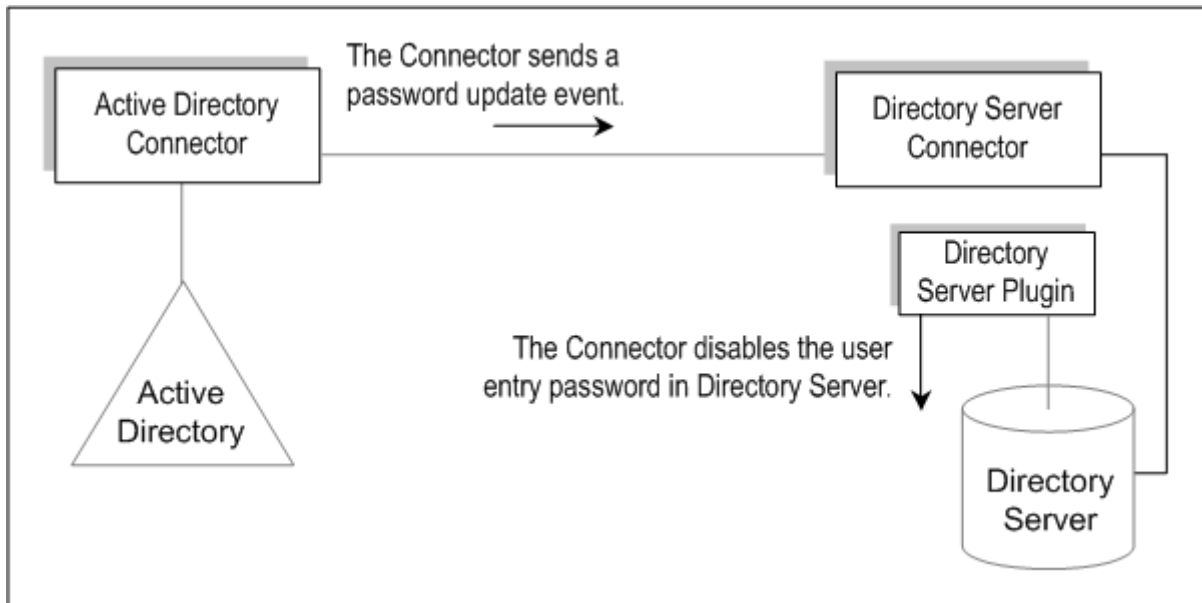 The Connector sends a
password update event.
Active Directory
Connector
Directory Server
Connector
Directory
Server Plugin
The Connector disables the user
entry password in Directory Server.
Active
Directory
Directory
Server